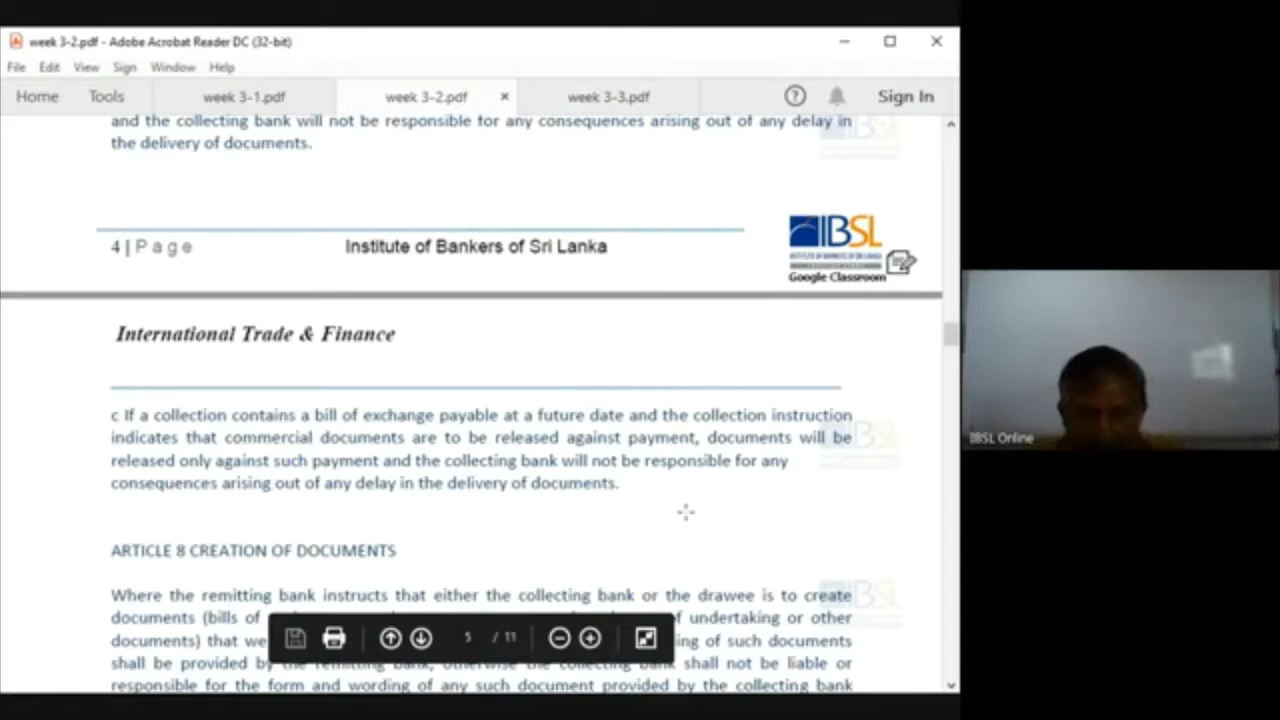 week 3-2.pdf - Adobe Acrobat Reader DC (32-bit)
File Edit View Sign Window Help
Home Tools week 3-1.pdf week 3-2.pdf × week 3-3.pdf ? Sign In
and the collecting bank will not be responsible for any consequences arising out of any delay in
the delivery of documents.
4 | P a g e Institute of Bankers of Sri Lanka
IBSL
Google Classroom
International Trade & Finance
c If a collection contains a bill of exchange payable at a future date and the collection instruction
indicates that commercial documents are to be released against payment, documents will be
released only against such payment and the collecting bank will not be responsible for any
consequences arising out of any delay in the delivery of documents.
IBSL Online
ARTICLE 8 CREATION OF DOCUMENTS
Where the remitting bank instructs that either the collecting bank or the drawee is to create
documents (bills of f undertaking or other
documents) that we ing of such documents
5 / 11
shall be provided by the remitting bank, otherwise the collecting bank shall not be liable or
responsible for the form and wording of any such document provided by the collecting bank